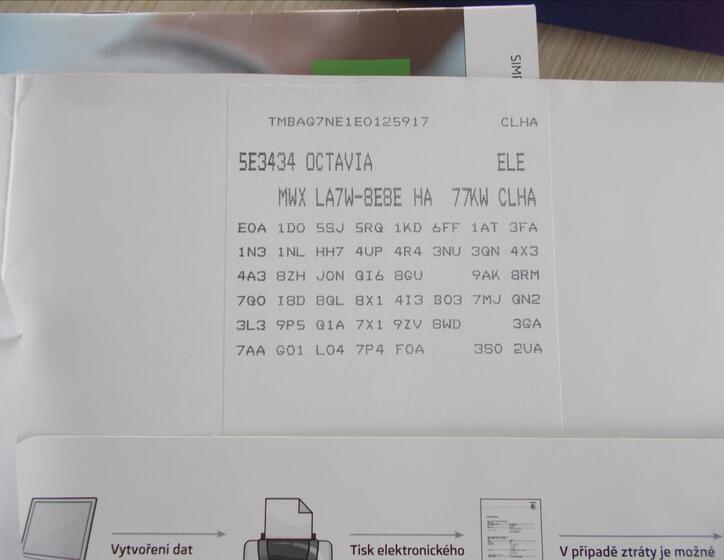 SIMP
TMBAG7NE1E0125917 CLHA
5E3434 OCTAVIA ELE
MWX LA7W-8E8E HA 77KW CLHA
E0A 1D0 5SJ 5RQ 1KD 6FF 1AT 3FA
1N3 1NL HH7 4UP 4R4 3NU 3QN 4X3
4A3 8ZH J0N QI6 8GU 9AK 8RM
7Q0 I8D 8QL 8X1 4I3 B03 7MJ QN2
3L3 9P5 Q1A 7X1 9ZV 8WD 3GA
7AA G01 L04 7P4 F0A 3S0 2UA
Vytvoření dat
Tisk elektronického
V případě ztráty je možné